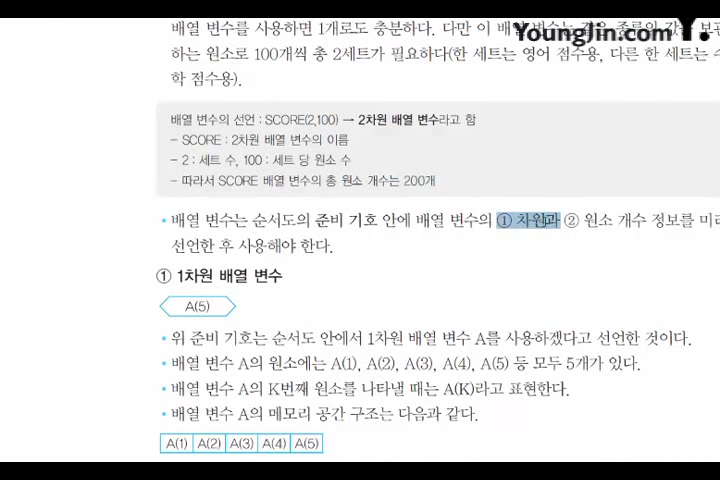 배열 변수를 사용하면 1개로도 충분하다. 다만 이 배열 변수는 같은 종류의 값을 보관
Younglin.com Y.
하는 원소로 100개씩 총 2세트가 필요하다(한 세트는 영어 점수용, 다른 한 세트는 수
학 점수용).
배열 변수의 선언 : SCORE(2,100) → 2차원 배열 변수라고 함
– SCORE : 2차원 배열 변수의 이름
– 2 : 세트 수, 100 : 세트 당 원소 수
– 따라서 SCORE 배열 변수의 총 원소 개수는 200개
• 배열 변수는 순서도의 준비 기호 안에 배열 변수의 ① 차원과 ② 원소 개수 정보를 미리
선언한 후 사용해야 한다.
① 1차원 배열 변수
A(5)
• 위 준비 기호는 순서도 안에서 1차원 배열 변수 A를 사용하겠다고 선언한 것이다.
• 배열 변수 A의 원소에는 A(1), A(2), A(3), A(4), A(5) 등 모두 5개가 있다.
• 배열 변수 A의 K번째 원소를 나타낼 때는 A(K)라고 표현한다.
• 배열 변수 A의 메모리 공간 구조는 다음과 같다.
A(1) A(2) A(3) A(4) A(5)